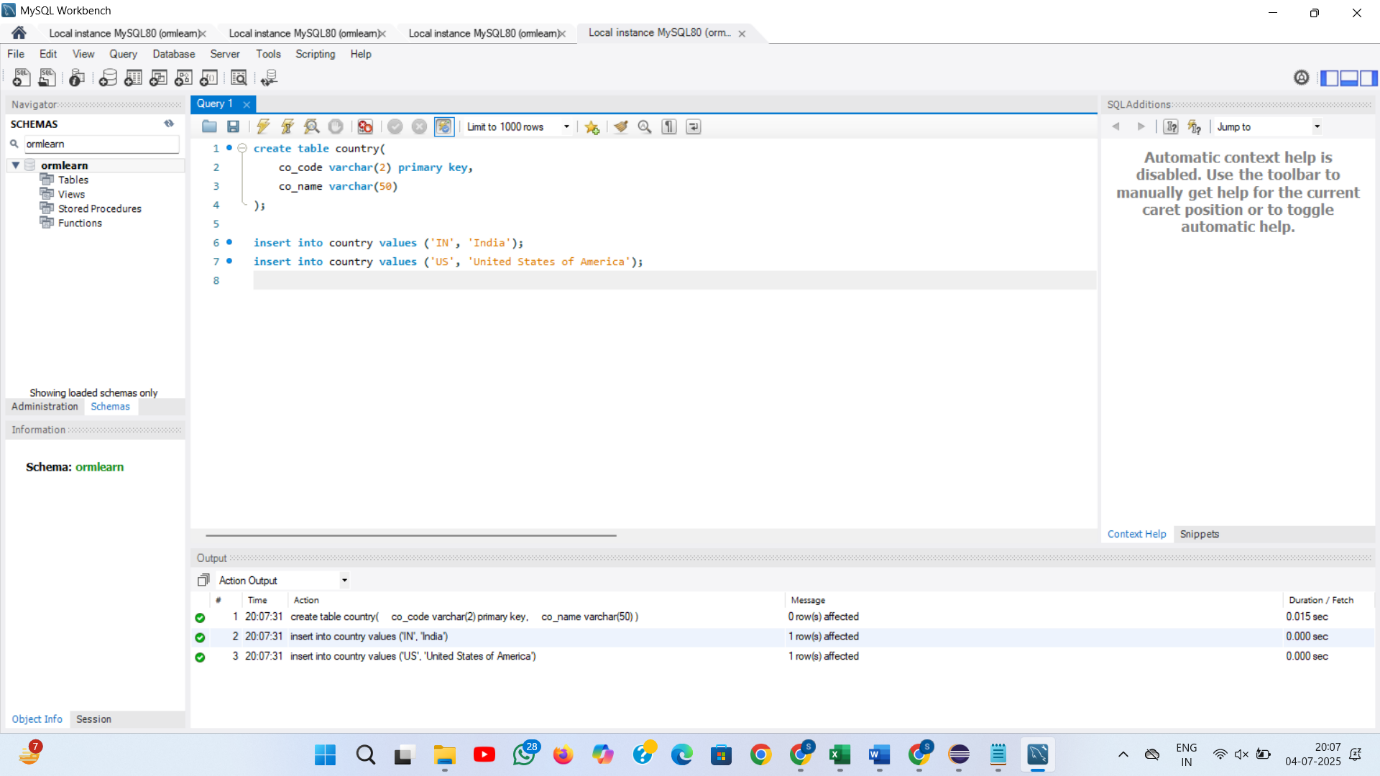 MySQL Workbench
Local instance MySQL80 (ormlearn)
Local instance MySQL80 (ormlearn)
Local instance MySQL80 (ormlearn)
Local instance MySQL80 (orm...
File Edit View Query Database Server Tools Scripting Help
Navigator
SCHEMAS
ormlearn
ormlearn
Tables
Views
Stored Procedures
Functions
Showing loaded schemas only
Administration Schemas
Information
Schema: ormlearn
Object Info Session
Query 1
Limit to 1000 rows
1 create table country(
2 co_code varchar(2) primary key,
3 co_name varchar(50)
4 );
5
6 insert into country values ('IN', 'India');
7 insert into country values ('US', 'United States of America');
8
SQLAdditions
Jump to
Automatic context help is
disabled. Use the toolbar to
manually get help for the current
caret position or to toggle
automatic help.
Context Help Snippets
Output
Action Output
# Time Action Message Duration / Fetch
1 20:07:31 create table country( co_code varchar(2) primary key, co_name varchar(50) ) 0 row(s) affected 0.015 sec
2 20:07:31 insert into country values ('IN', 'India') 1 row(s) affected 0.000 sec
3 20:07:31 insert into country values ('US', 'United States of America') 1 row(s) affected 0.000 sec
7
28
S
S
ENG
IN
20:07
04-07-2025